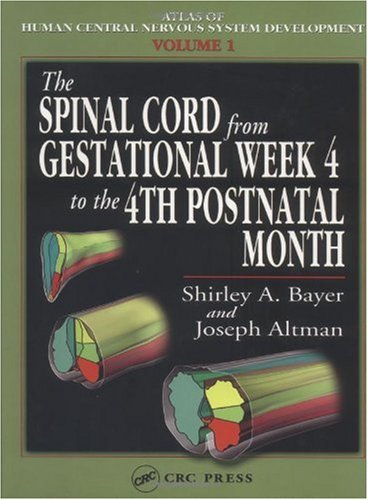 ATLAS OF
HUMAN CENTRAL NERVOUS SYSTEM DEVELOPMENT
VOLUME 1
The
SPINAL CORD from
GESTATIONAL WEEK 4
to the 4TH POSTNATAL
MONTH
Shirley A. Bayer
and
Joseph Altman
CRC
CRC PRESS